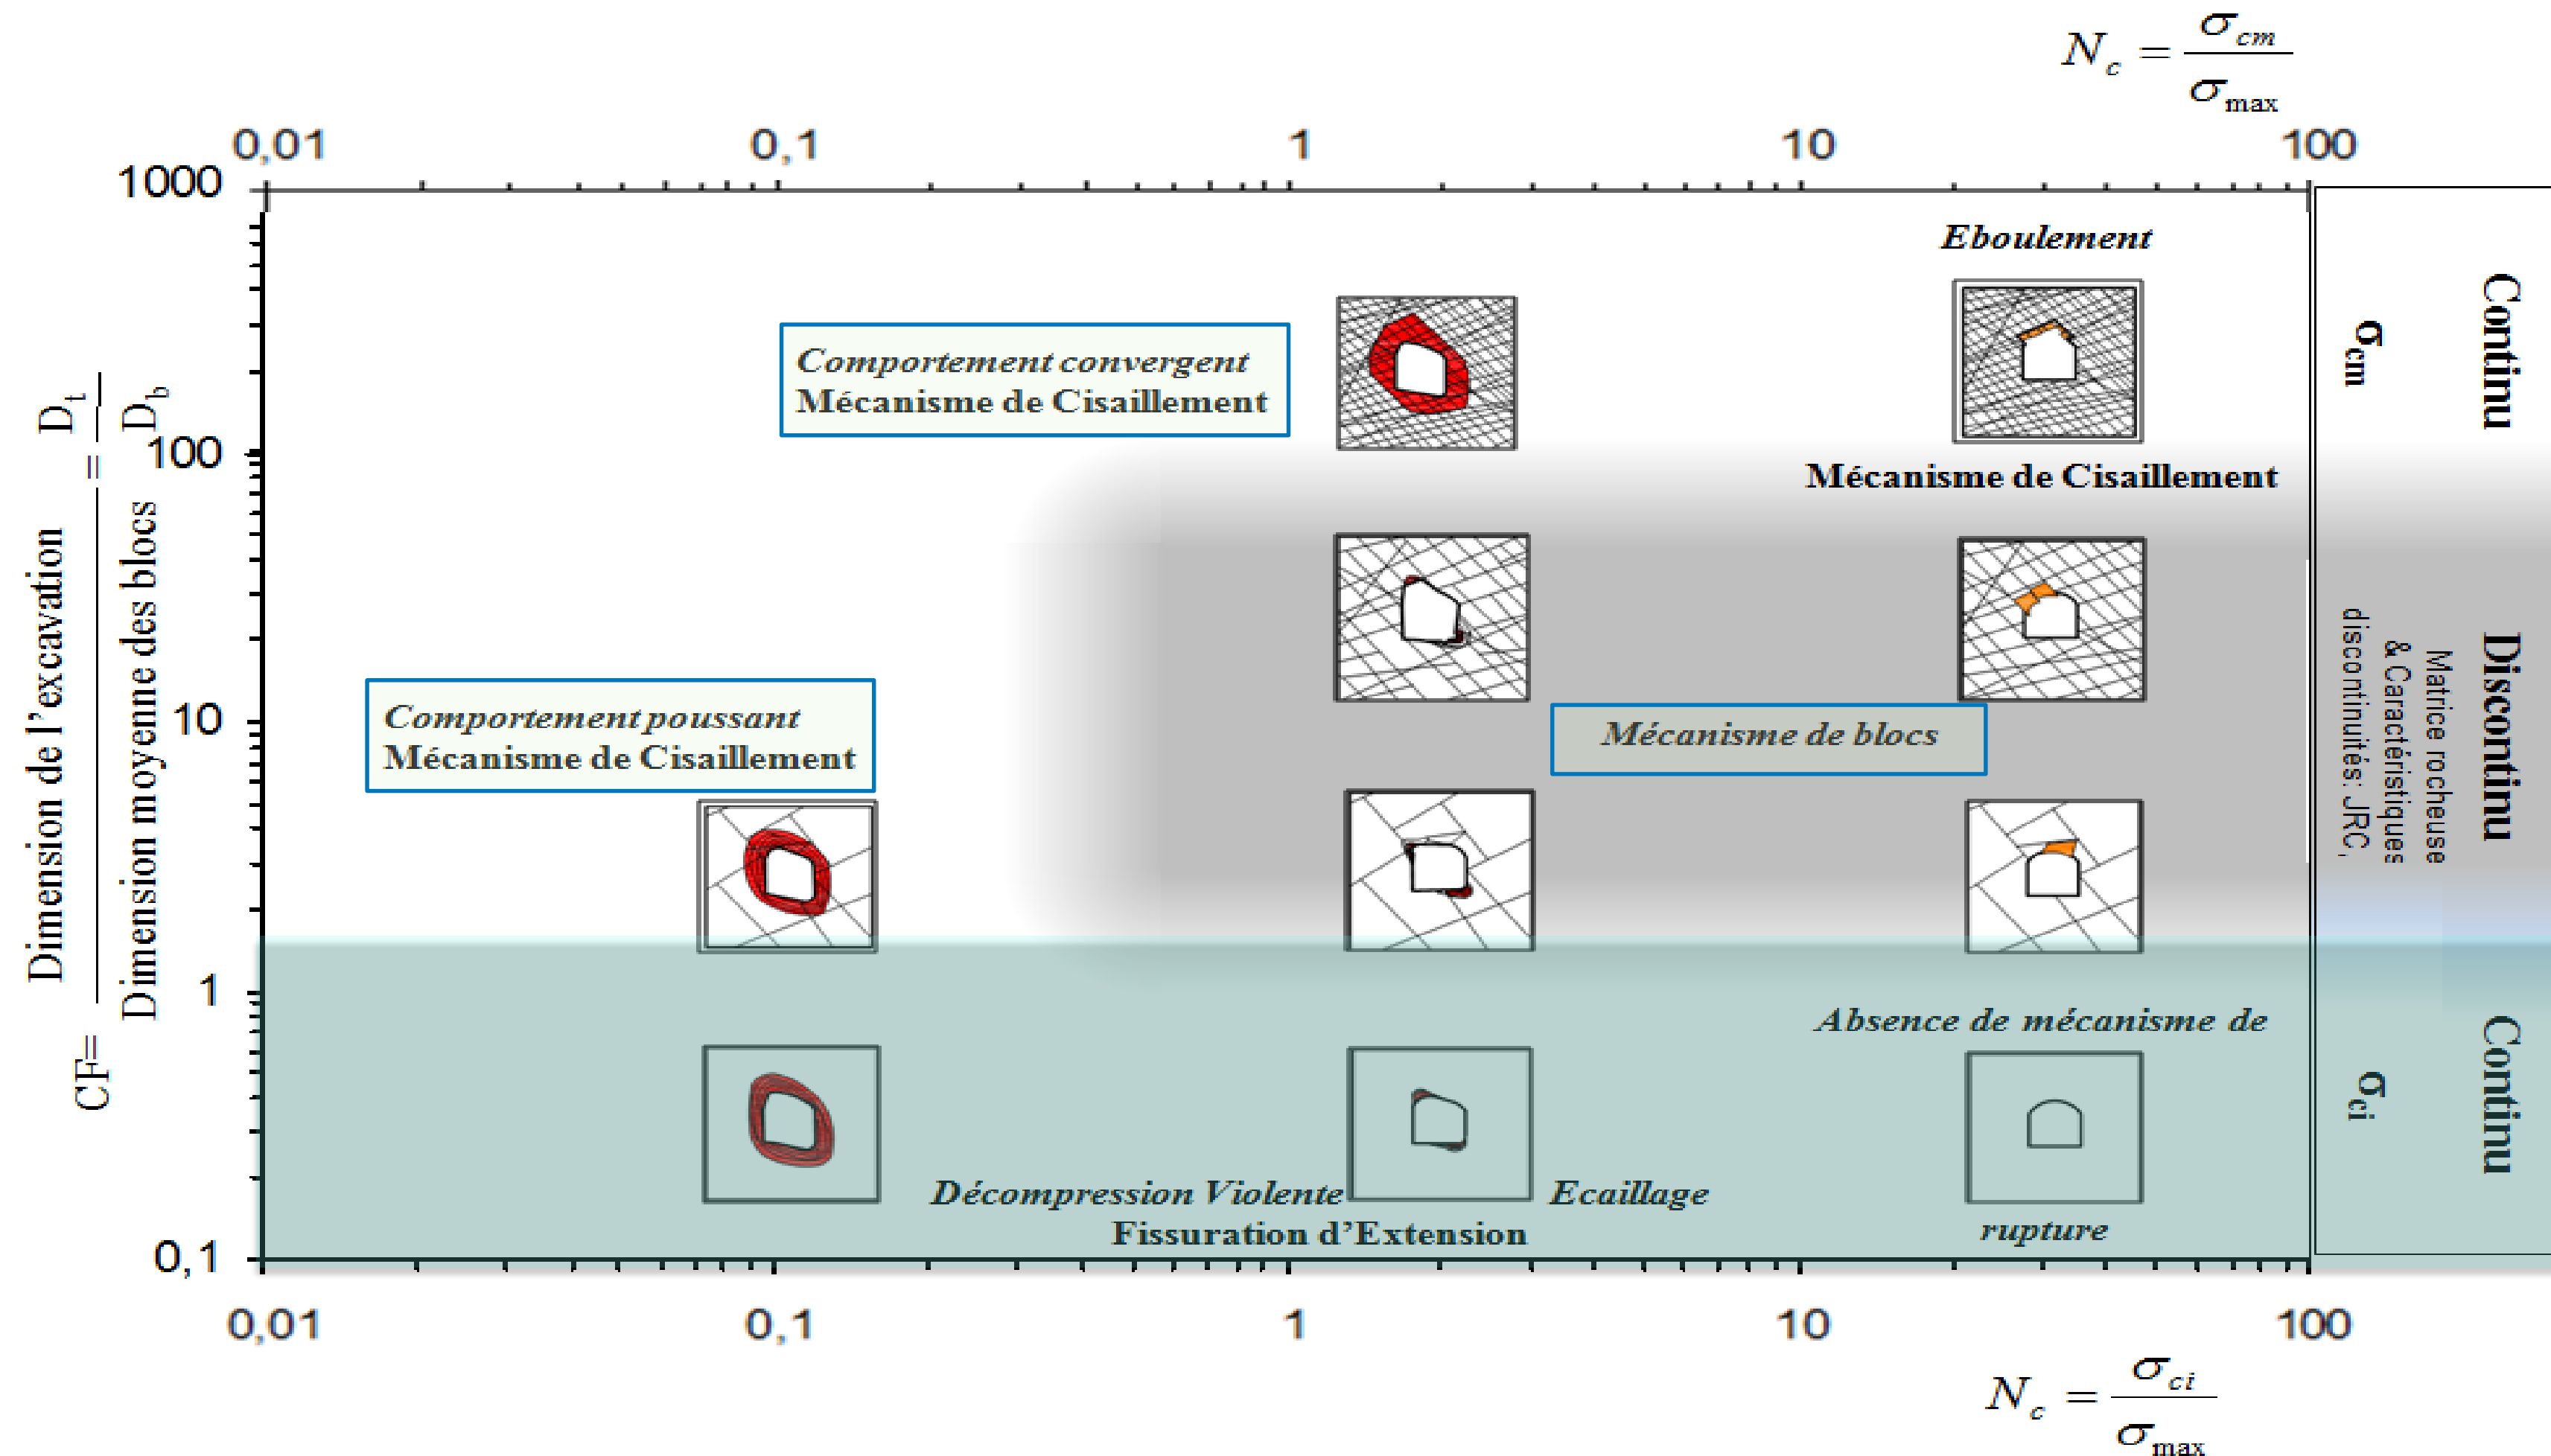 N_c = σ_cm / σ_max
0,01 0,1 1 10 100
1000
100
10
1
0,1
CF= Dimension de l'excavation / Dimension moyenne des blocs = D_t / D_b
Eboulement
Mécanisme de Cisaillement
Comportement convergent
Mécanisme de Cisaillement
Comportement poussant
Mécanisme de Cisaillement
Mécanisme de blocs
Absence de mécanisme de
rupture
Décompression Violente
Ecaillage
Fissuration d'Extension
Continu
σ_cm
Discontinu
Matrice rocheuse
& Caractéristiques
discontinuités: JRC,
Continu
σ_ci
0,01 0,1 1 10 100
N_c = σ_ci / σ_max